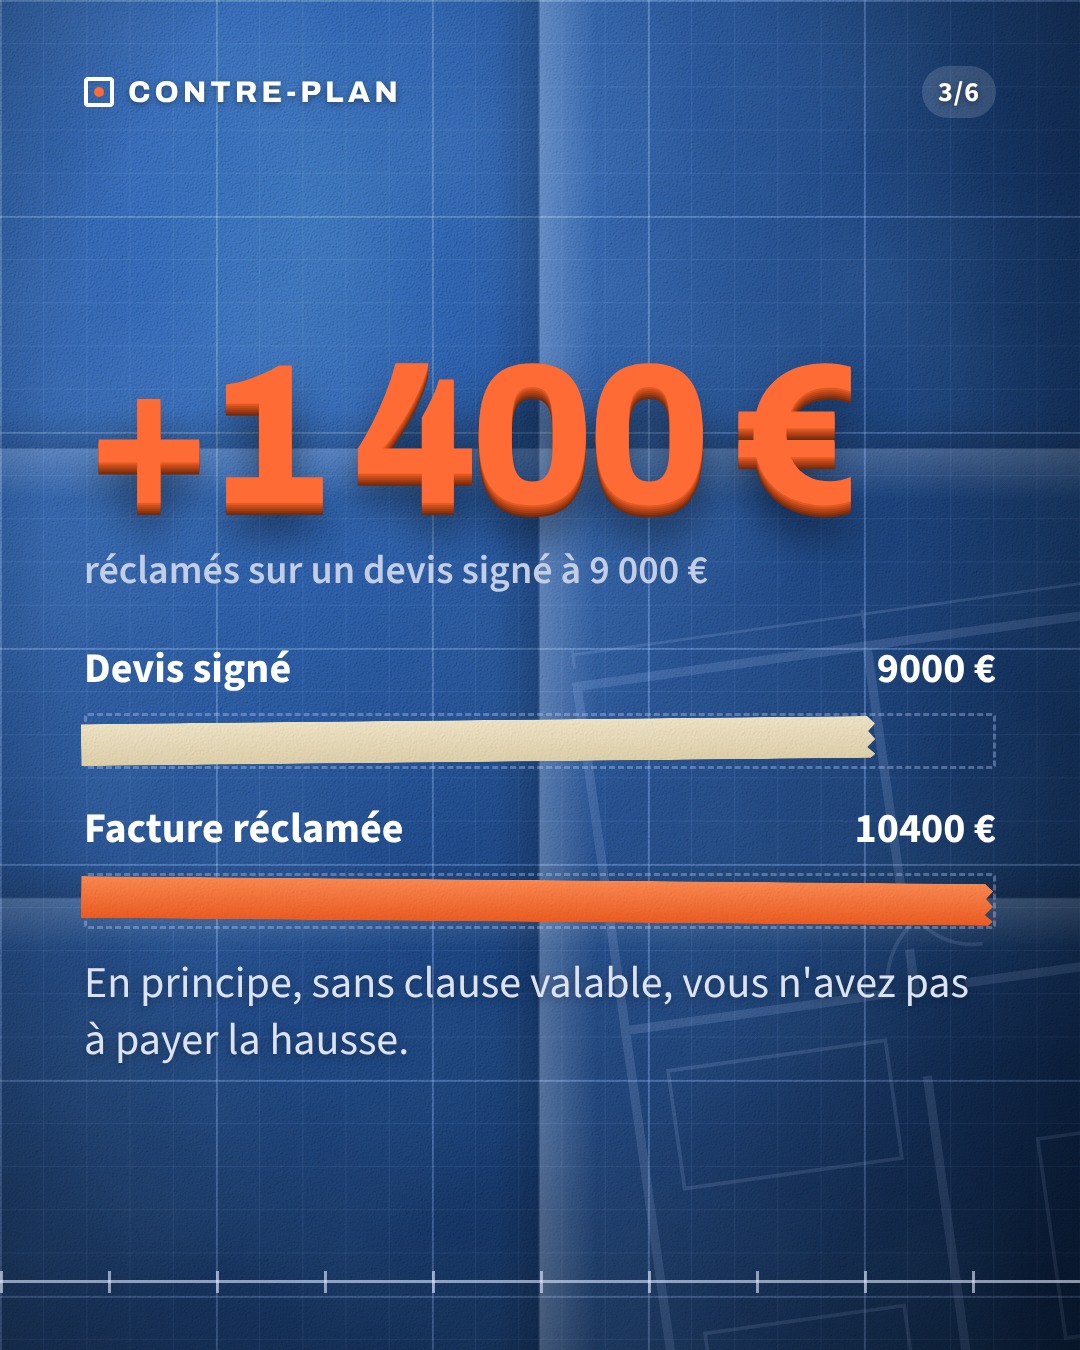 CONTRE-PLAN
3/6
+1 400 €
réclamés sur un devis signé à 9 000 €
Devis signé
9000 €
Facture réclamée
10400 €
En principe, sans clause valable, vous n'avez pas
à payer la hausse.